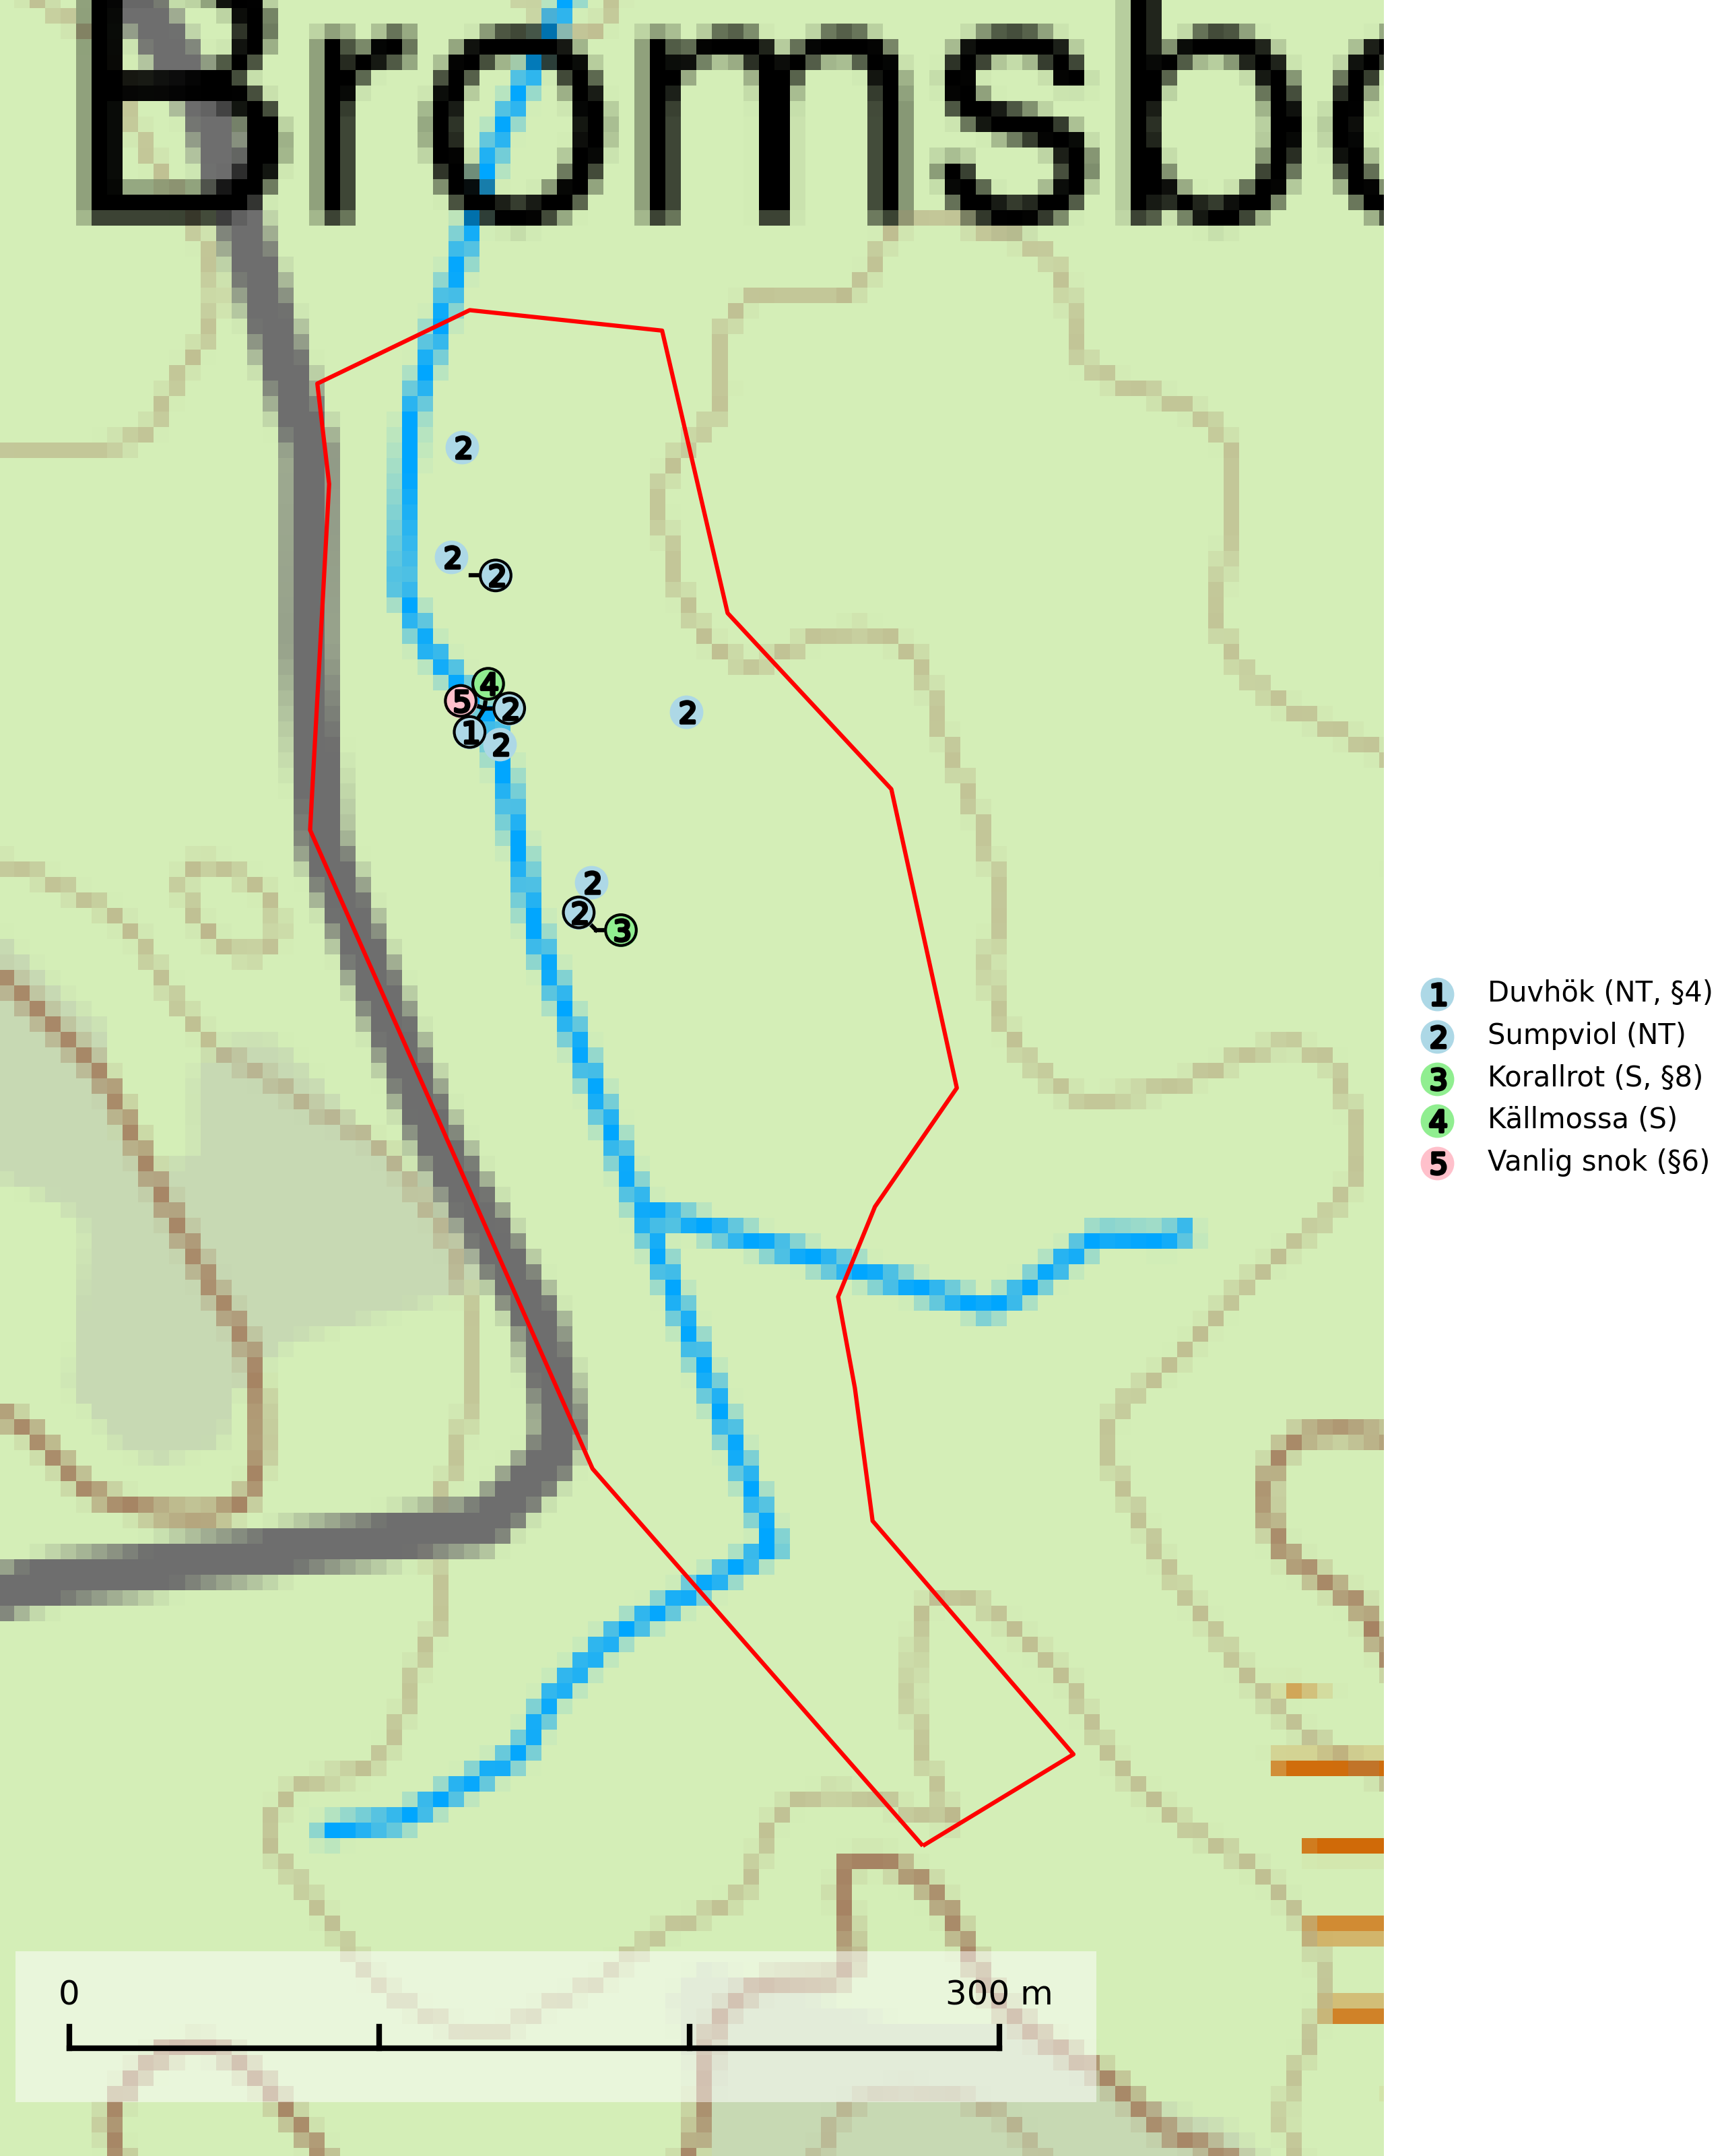 Bromsb
2
2
2
4
5
2
1
2
2
2
2
3
1 Duvhök (NT, §4)
2 Sumpviol (NT)
3 Korallrot (S, §8)
4 Källmossa (S)
5 Vanlig snok (§6)
0 300 m